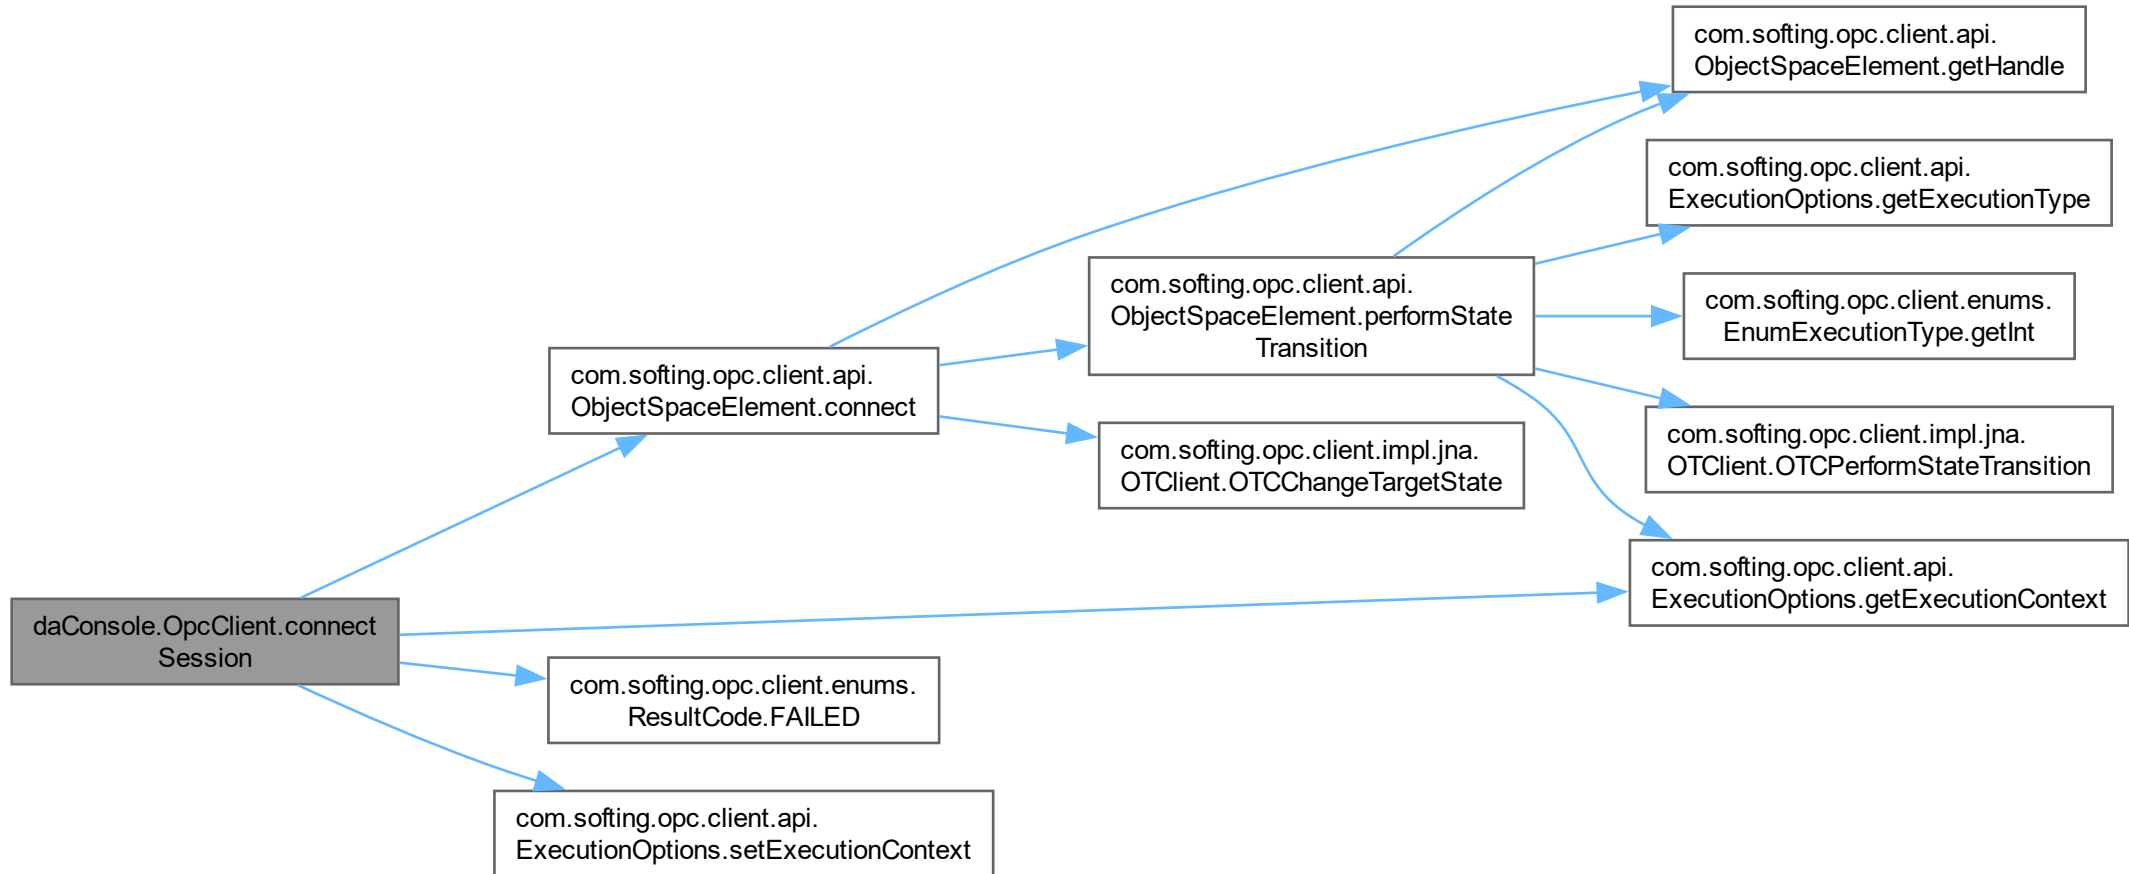 com.softing.opc.client.api.
ObjectSpaceElement.getHandle
com.softing.opc.client.api.
ExecutionOptions.getExecutionType
com.softing.opc.client.api.
ObjectSpaceElement.performState
Transition
com.softing.opc.client.enums.
EnumExecutionType.getInt
com.softing.opc.client.api.
ObjectSpaceElement.connect
com.softing.opc.client.impl.jna.
OTClient.OTCChangeTargetState
com.softing.opc.client.impl.jna.
OTClient.OTCPerformStateTransition
com.softing.opc.client.api.
ExecutionOptions.getExecutionContext
daConsole.OpcClient.connect
Session
com.softing.opc.client.enums.
ResultCode.FAILED
com.softing.opc.client.api.
ExecutionOptions.setExecutionContext